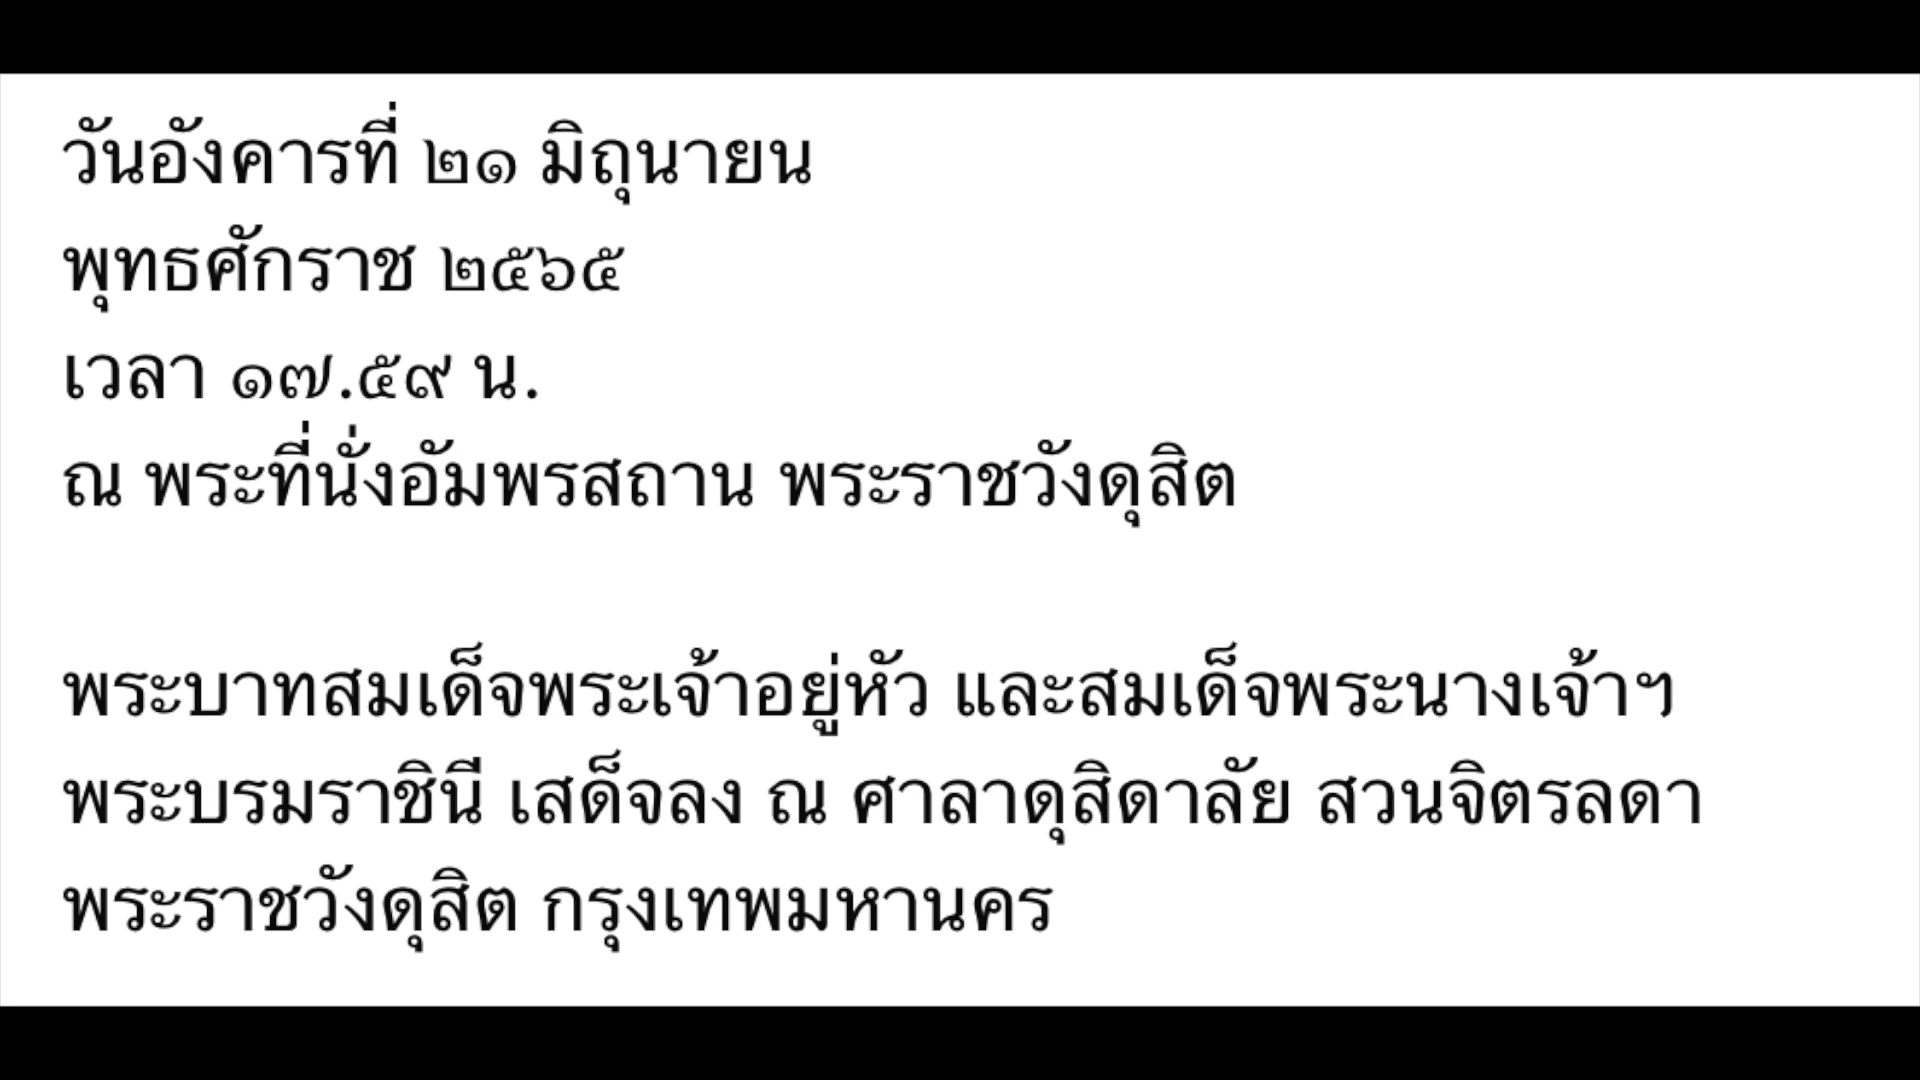 วันอังคารที่ ๒๑ มิถุนายน
พุทธศักราช ๒๕๖๕
เวลา ๑๗.๕๙ น.
ณ พระที่นั่งอัมพรสถาน พระราชวังดุสิต
พระบาทสมเด็จพระเจ้าอยู่หัว และสมเด็จพระนางเจ้าฯ
พระบรมราชินี เสด็จลง ณ ศาลาดุสิดาลัย สวนจิตรลดา
พระราชวังดุสิต กรุงเทพมหานคร